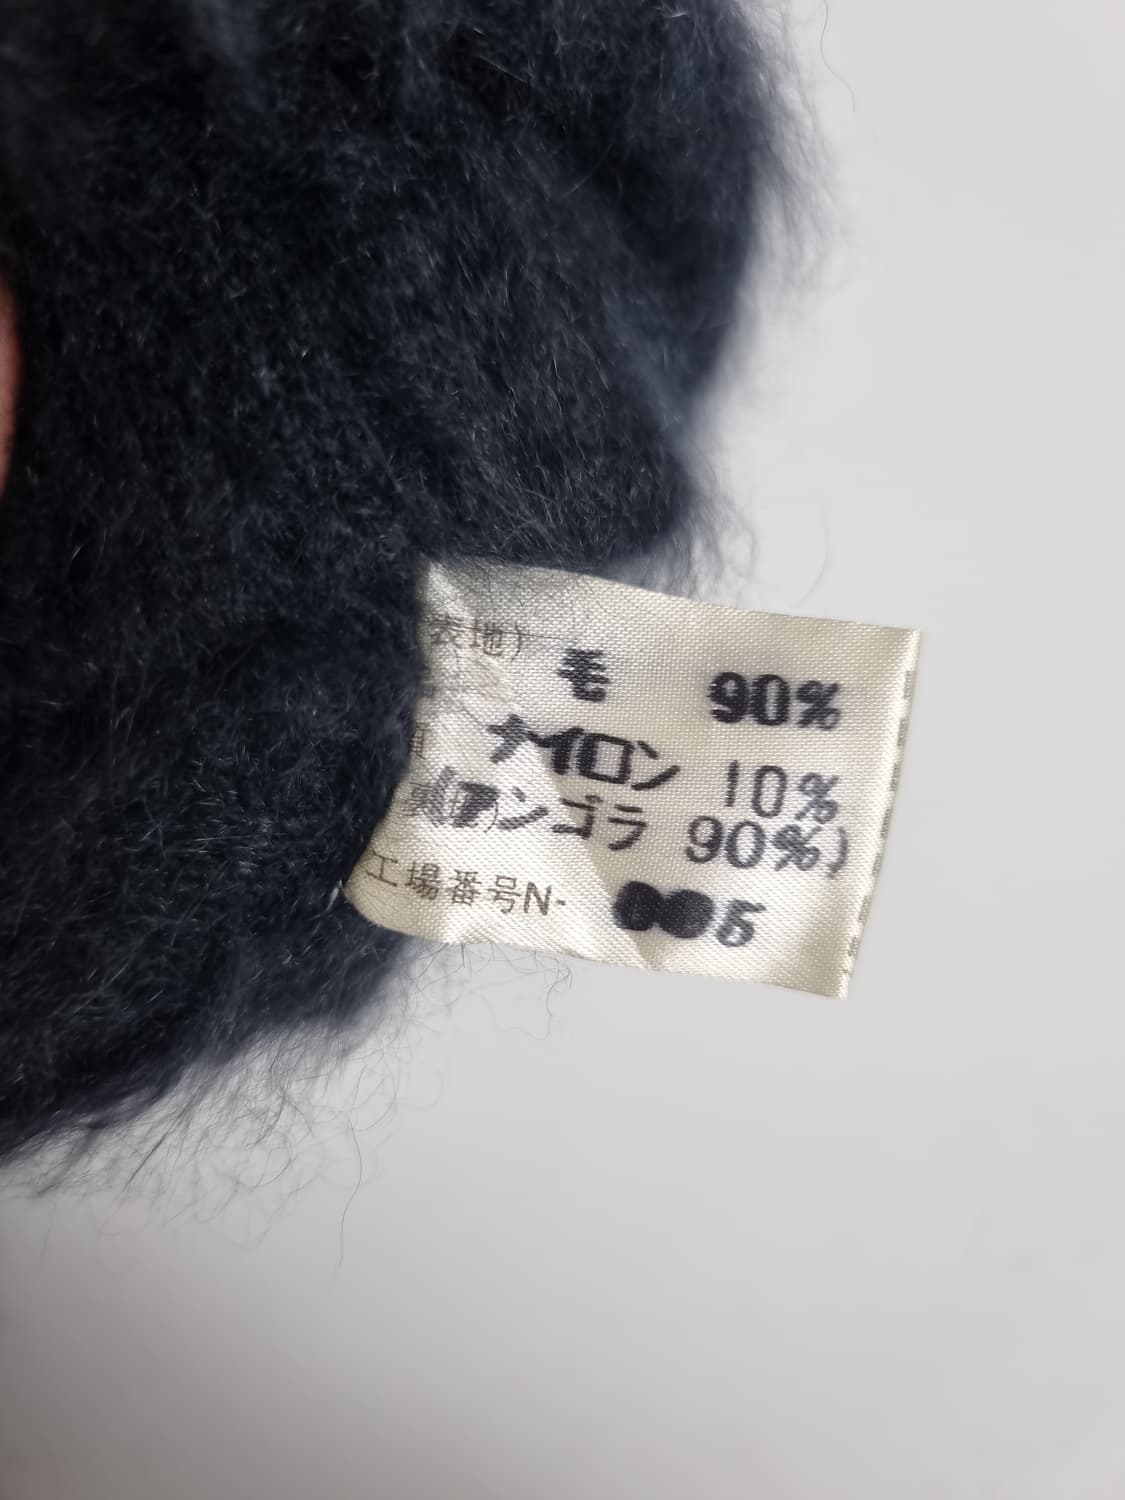 表地)
毛 90%
ナイロン 10%
(アンゴラ 90%)
工場番号N- 5